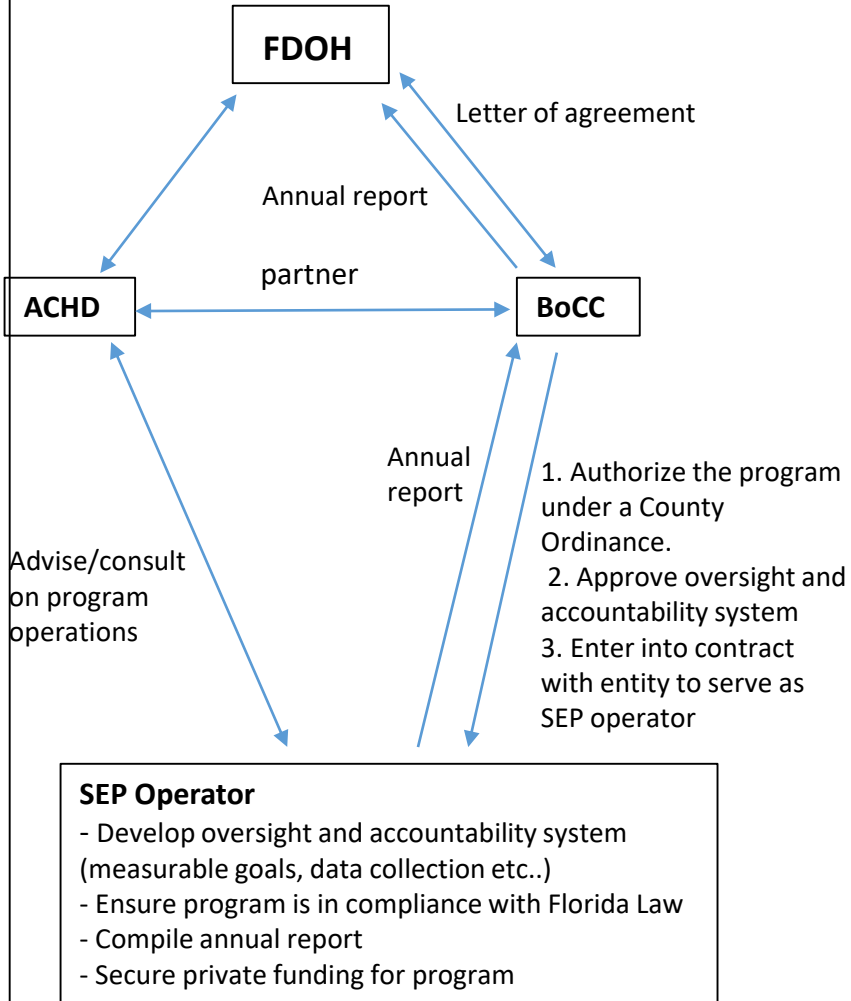 FDOH
Letter of agreement
Annual report
partner
ACHD
BoCC
Annual
report
1. Authorize the program
under a County
Ordinance.
2. Approve oversight and
accountability system
3. Enter into contract
with entity to serve as
SEP operator
Advise/consult
on program
operations
SEP Operator
- Develop oversight and accountability system
(measurable goals, data collection etc..)
- Ensure program is in compliance with Florida Law
- Compile annual report
- Secure private funding for program